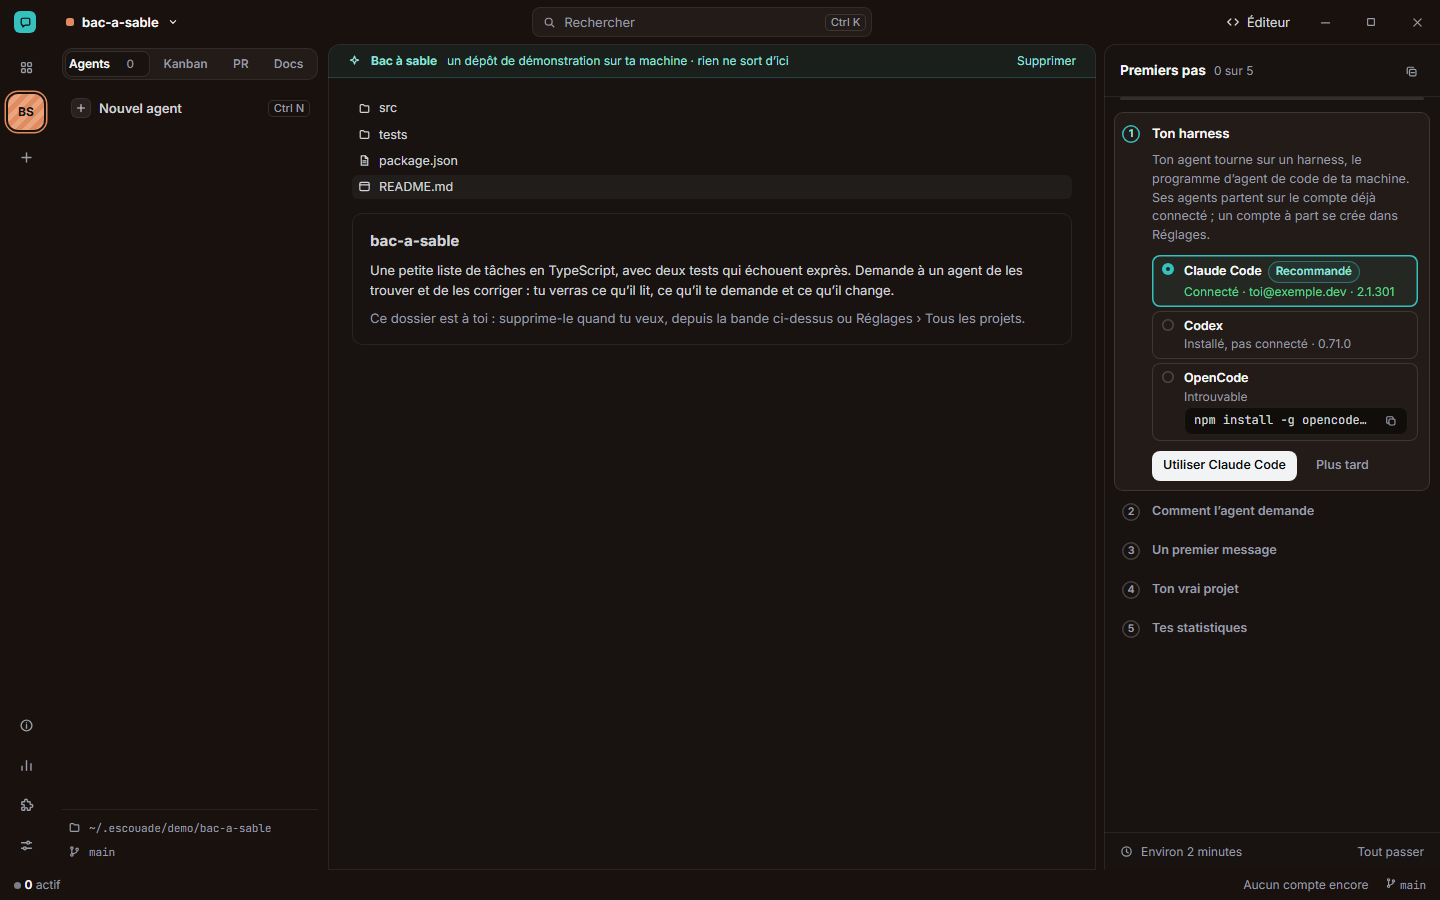 bac-a-sable
Rechercher
Ctrl K
Éditeur
Agents 0
Kanban
PR
Docs
BS
Nouvel agent
Ctrl N
~/.escouade/demo/bac-a-sable
main
Bac à sable un dépôt de démonstration sur ta machine · rien ne sort d’ici
Supprimer
src
tests
package.json
README.md
bac-a-sable
Une petite liste de tâches en TypeScript, avec deux tests qui échouent exprès. Demande à un agent de les
trouver et de les corriger : tu verras ce qu’il lit, ce qu’il te demande et ce qu’il change.
Ce dossier est à toi : supprime-le quand tu veux, depuis la bande ci-dessus ou Réglages › Tous les projets.
Premiers pas 0 sur 5
1 Ton harness
Ton agent tourne sur un harness, le
programme d’agent de code de ta machine.
Ses agents partent sur le compte déjà
connecté ; un compte à part se crée dans
Réglages.
Claude Code Recommandé
Connecté · toi@exemple.dev · 2.1.301
Codex
Installé, pas connecté · 0.71.0
OpenCode
Introuvable
npm install -g opencode…
Utiliser Claude Code
Plus tard
2 Comment l’agent demande
3 Un premier message
4 Ton vrai projet
5 Tes statistiques
Environ 2 minutes
Tout passer
0 actif
Aucun compte encore
main